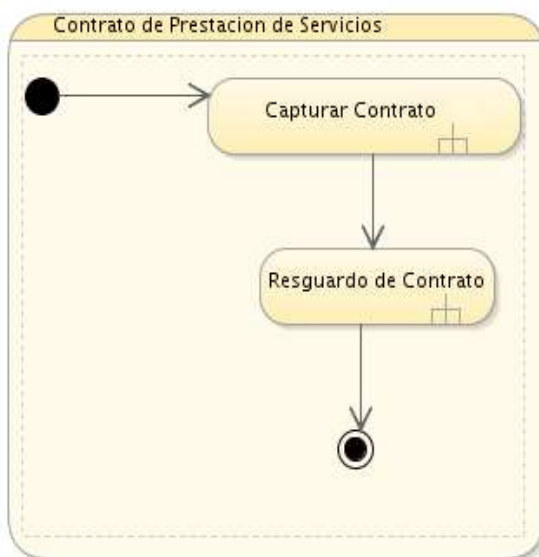 Contrato de Prestacion de Servicios
Capturar Contrato
Resguardo de Contrato